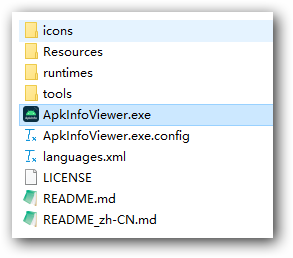 icons
Resources
runtimes
tools
ApkInfoViewer.exe
ApkInfoViewer.exe.config
languages.xml
LICENSE
README.md
README_zh-CN.md